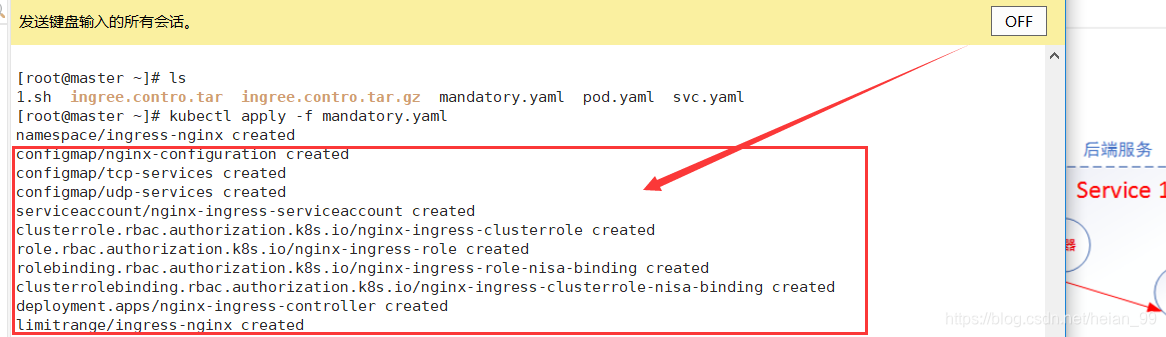 发送键盘输入的所有会话。
OFF
[root@master ~]# ls
1.sh ingree.contro.tar ingree.contro.tar.gz mandatory.yaml pod.yaml svc.yaml
[root@master ~]# kubectl apply -f mandatory.yaml
namespace/ingress-nginx created
configmap/nginx-configuration created
configmap/tcp-services created
configmap/udp-services created
serviceaccount/nginx-ingress-serviceaccount created
clusterrole.rbac.authorization.k8s.io/nginx-ingress-clusterrole created
role.rbac.authorization.k8s.io/nginx-ingress-role created
rolebinding.rbac.authorization.k8s.io/nginx-ingress-role-nisa-binding created
clusterrolebinding.rbac.authorization.k8s.io/nginx-ingress-clusterrole-nisa-binding created
deployment.apps/nginx-ingress-controller created
limitrange/ingress-nginx created
后端服务
Service 1
器
https://blog.csdn.net/heian_99